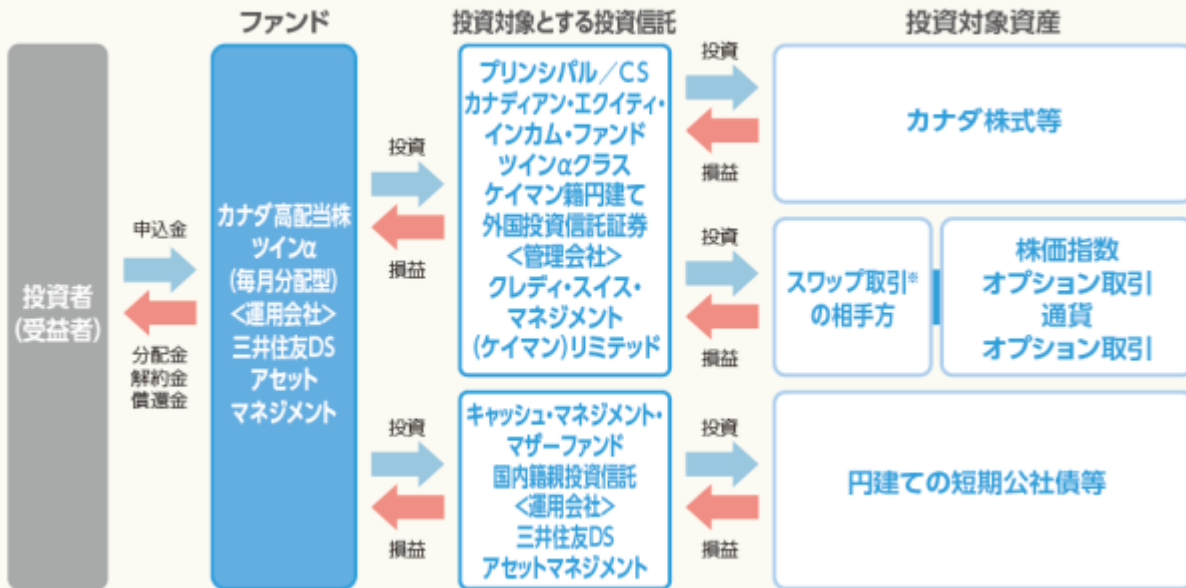 ファンド
投資対象とする投資信託
投資対象資産
投資者
(受益者)
申込金
分配金
解約金
償還金
カナダ高配当株
ツインα
(毎月分配型)
<運用会社>
三井住友DS
アセット
マネジメント
投資
損益
投資
損益
プリンシパル/CS
カナディアン・エクイティ・
インカム・ファンド
ツインαクラス
ケイマン籍円建て
外国投資信託証券
<管理会社>
クレディ・スイス・
マネジメント
(ケイマン)リミテッド
キャッシュ・マネジメント・
マザーファンド
国内籍親投資信託
<運用会社>
三井住友DS
アセットマネジメント
投資
損益
投資
損益
投資
損益
カナダ株式等
スワップ取引※
の相手方
株価指数
オプション取引
通貨
オプション取引
円建ての短期公社債等